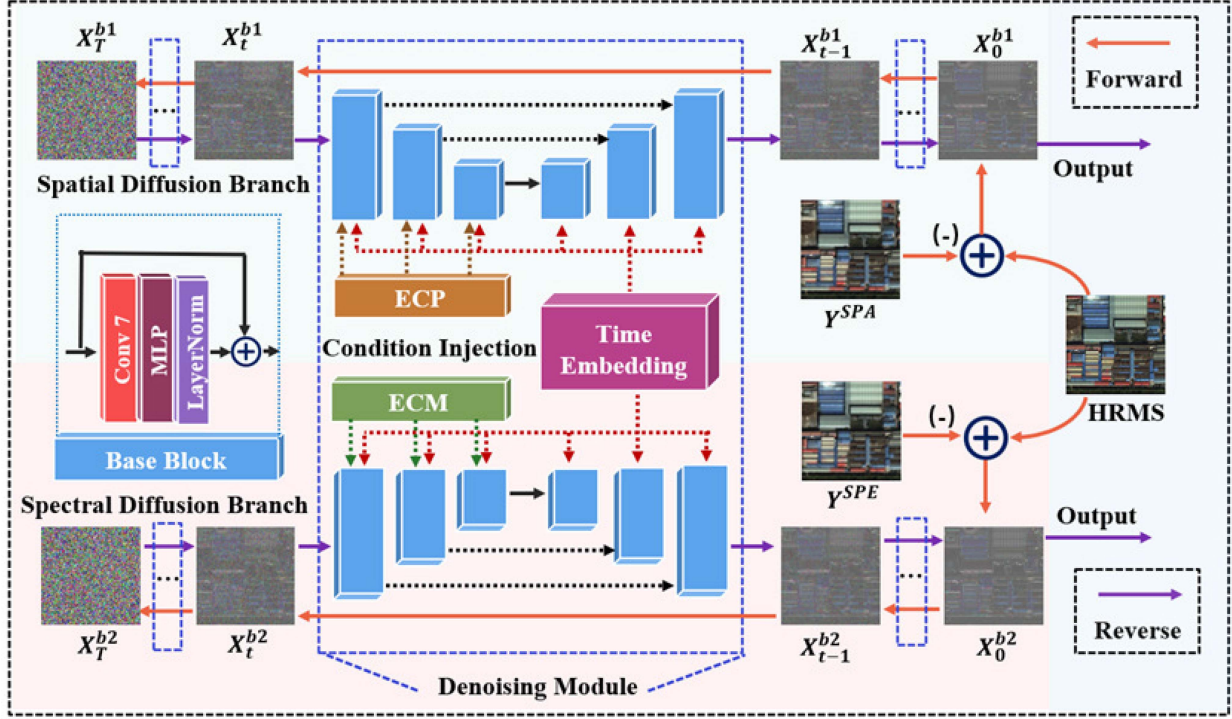 X_T^{b1}
X_t^{b1}
X_{t-1}^{b1}
X_0^{b1}
Forward
...
...
Spatial Diffusion Branch
Output
(-)
ECP
Y^{SPA}
Conv 7
MLP
LayerNorm
Condition Injection
Time
Embedding
ECM
(-)
HRMS
Base Block
Y^{SPE}
Spectral Diffusion Branch
Output
...
...
X_T^{b2}
X_t^{b2}
X_{t-1}^{b2}
X_0^{b2}
Reverse
Denoising Module